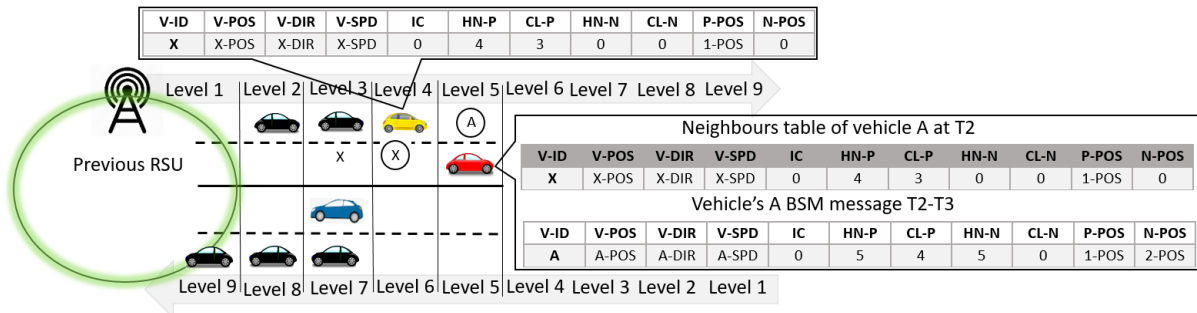 V-ID V-POS V-DIR V-SPD IC HN-P CL-P HN-N CL-N P-POS N-POS
X X-POS X-DIR X-SPD 0 4 3 0 0 1-POS 0
Level 1 Level 2 Level 3 Level 4 Level 5 Level 6 Level 7 Level 8 Level 9
A
Previous RSU
X X
Neighbours table of vehicle A at T2
V-ID V-POS V-DIR V-SPD IC HN-P CL-P HN-N CL-N P-POS N-POS
X X-POS X-DIR X-SPD 0 4 3 0 0 1-POS 0
Vehicle's A BSM message T2-T3
V-ID V-POS V-DIR V-SPD IC HN-P CL-P HN-N CL-N P-POS N-POS
A A-POS A-DIR A-SPD 0 5 4 5 0 1-POS 2-POS
Level 9 Level 8 Level 7 Level 6 Level 5 Level 4 Level 3 Level 2 Level 1